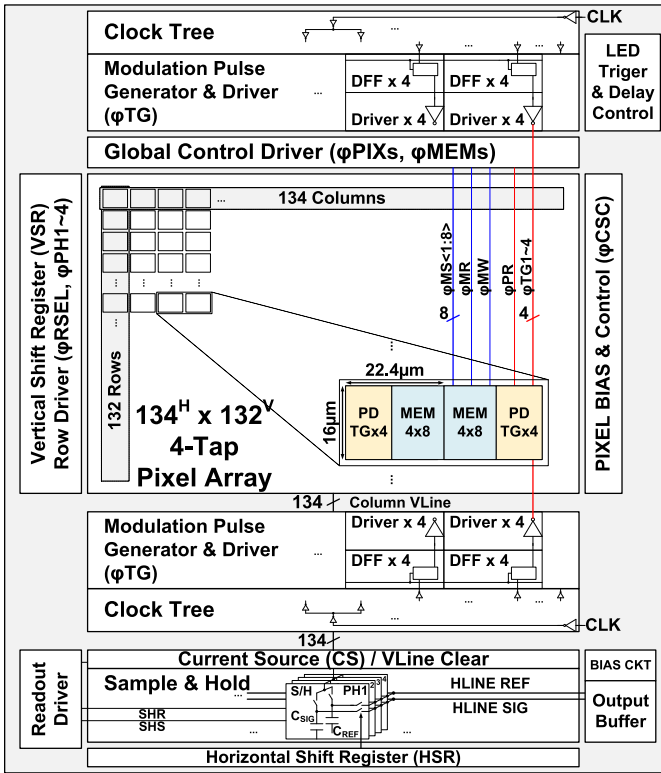 CLK
Clock Tree
...
...
...
Modulation Pulse
Generator & Driver
(φTG)
...
DFF x 4
DFF x 4
Driver x 4
Driver x 4
LED
Triger
& Delay
Control
Global Control Driver (φPIXs, φMEMs)
Vertical Shift Register (VSR)
Row Driver (φRSEL, φPH1~4)
...
134 Columns
...
...
...
132 Rows
φMS<1:8>
φMR
φMW
φPR
φTG1~4
8
4
...
22.4μm
16μm
PD
TGx4
MEM
4x8
MEM
4x8
PD
TGx4
...
134H x 132V
4-Tap
Pixel Array
PIXEL BIAS & Control (φCSC)
134
Column VLine
Modulation Pulse
Generator & Driver
(φTG)
...
Driver x 4
Driver x 4
DFF x 4
DFF x 4
Clock Tree
...
...
...
CLK
134
Current Source (CS) / VLine Clear
Readout
Driver
Sample & Hold
S/H
PH1
2
3
4
CSIG
CREF
SHR
SHS
...
...
...
HLINE REF
HLINE SIG
BIAS CKT
Output
Buffer
Horizontal Shift Register (HSR)